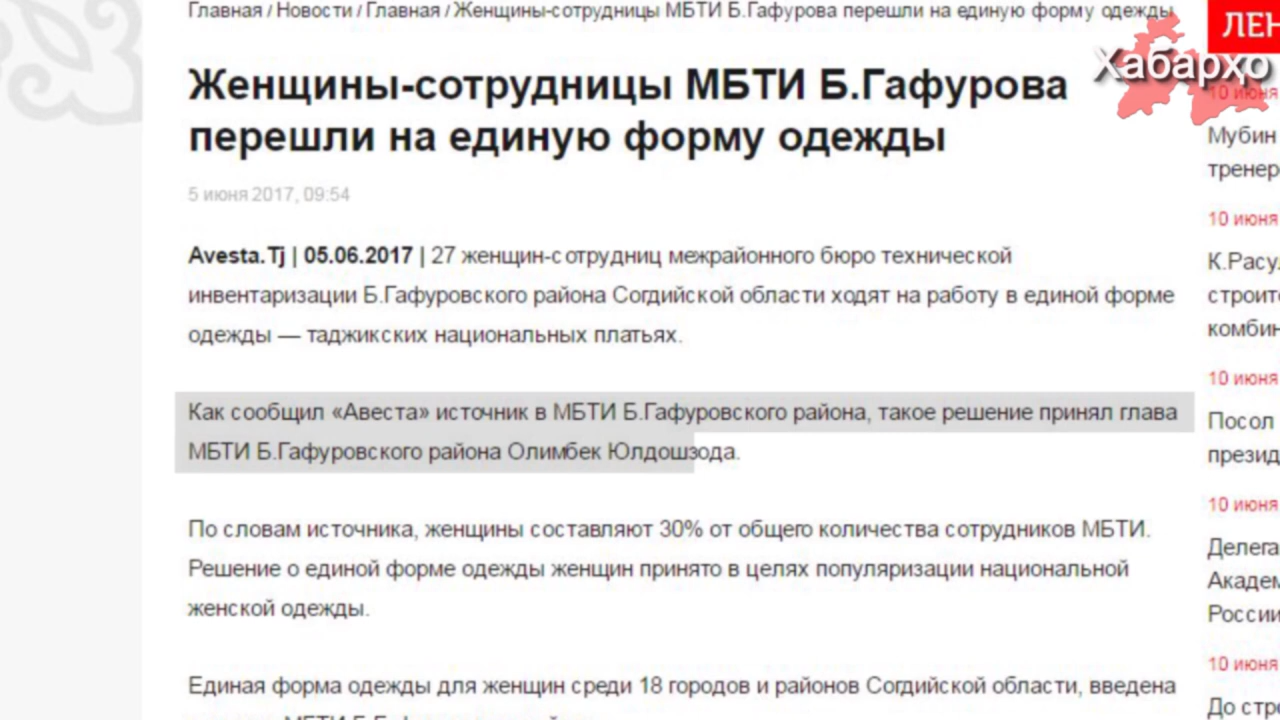 Главная / Новости / Главная / Женщины-сотрудницы МБТИ Б.Гафурова перешли на единую форму одежды
Женщины-сотрудницы МБТИ Б.Гафурова
перешли на единую форму одежды
5 июня 2017, 09:54
Avesta.Tj | 05.06.2017 | 27 женщин-сотрудниц межрайонного бюро технической
инвентаризации Б.Гафуровского района Согдийской области ходят на работу в единой форме
одежды — таджикских национальных платьях.
Как сообщил «Авеста» источник в МБТИ Б.Гафуровского района, такое решение принял глава
МБТИ Б.Гафуровского района Олимбек Юлдошзода.
По словам источника, женщины составляют 30% от общего количества сотрудников МБТИ.
Решение о единой форме одежды женщин принято в целях популяризации национальной
женской одежды.
Единая форма одежды для женщин среди 18 городов и районов Согдийской области, введена
ЛЕН
Хабархо
10 июня
Мубин
тренер
10 июня
К.Расу
строит
комбин
10 июня
Посол
презид
10 июня
Делега
Академ
России
10 июня
До стро